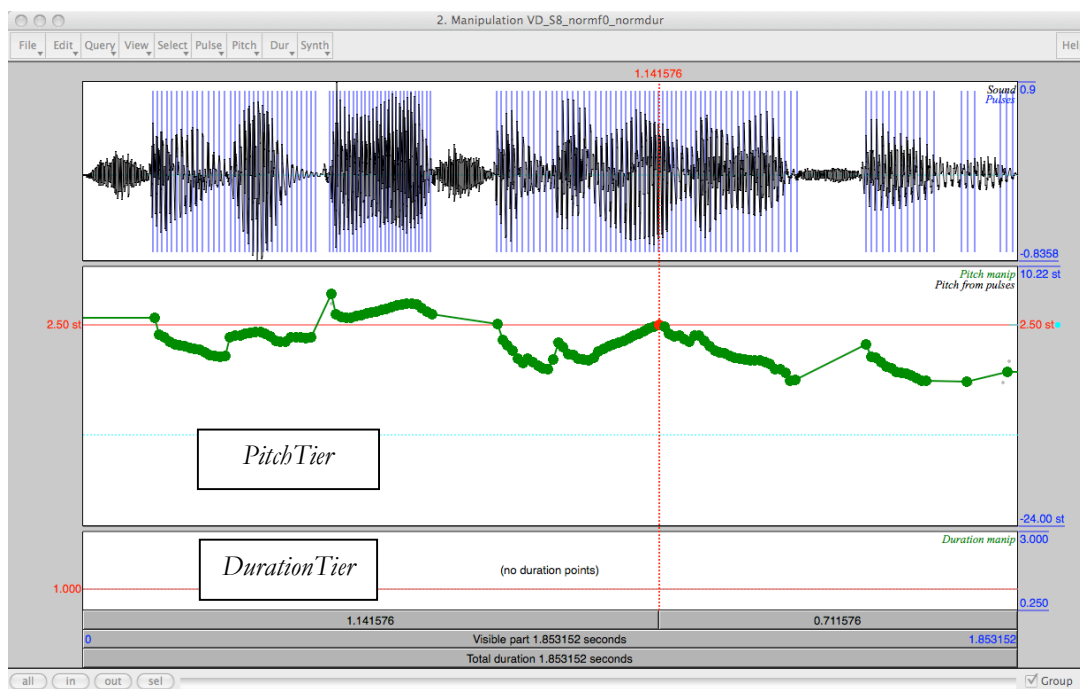 2. Manipulation VD_S8_normf0_normdur
File Edit Query View Select Pulse Pitch Dur Synth Hel
1.141576
Sound 0.9
Pulses
-0.8358
Pitch manip 10.22 st
Pitch from pulses
2.50 st 2.50 st
PitchTier
-24.00 st
Duration manip 3.000
DurationTier
(no duration points)
1.000
0.250
1.141576 0.711576
0 Visible part 1.853152 seconds 1.853152
Total duration 1.853152 seconds
all in out sel Group